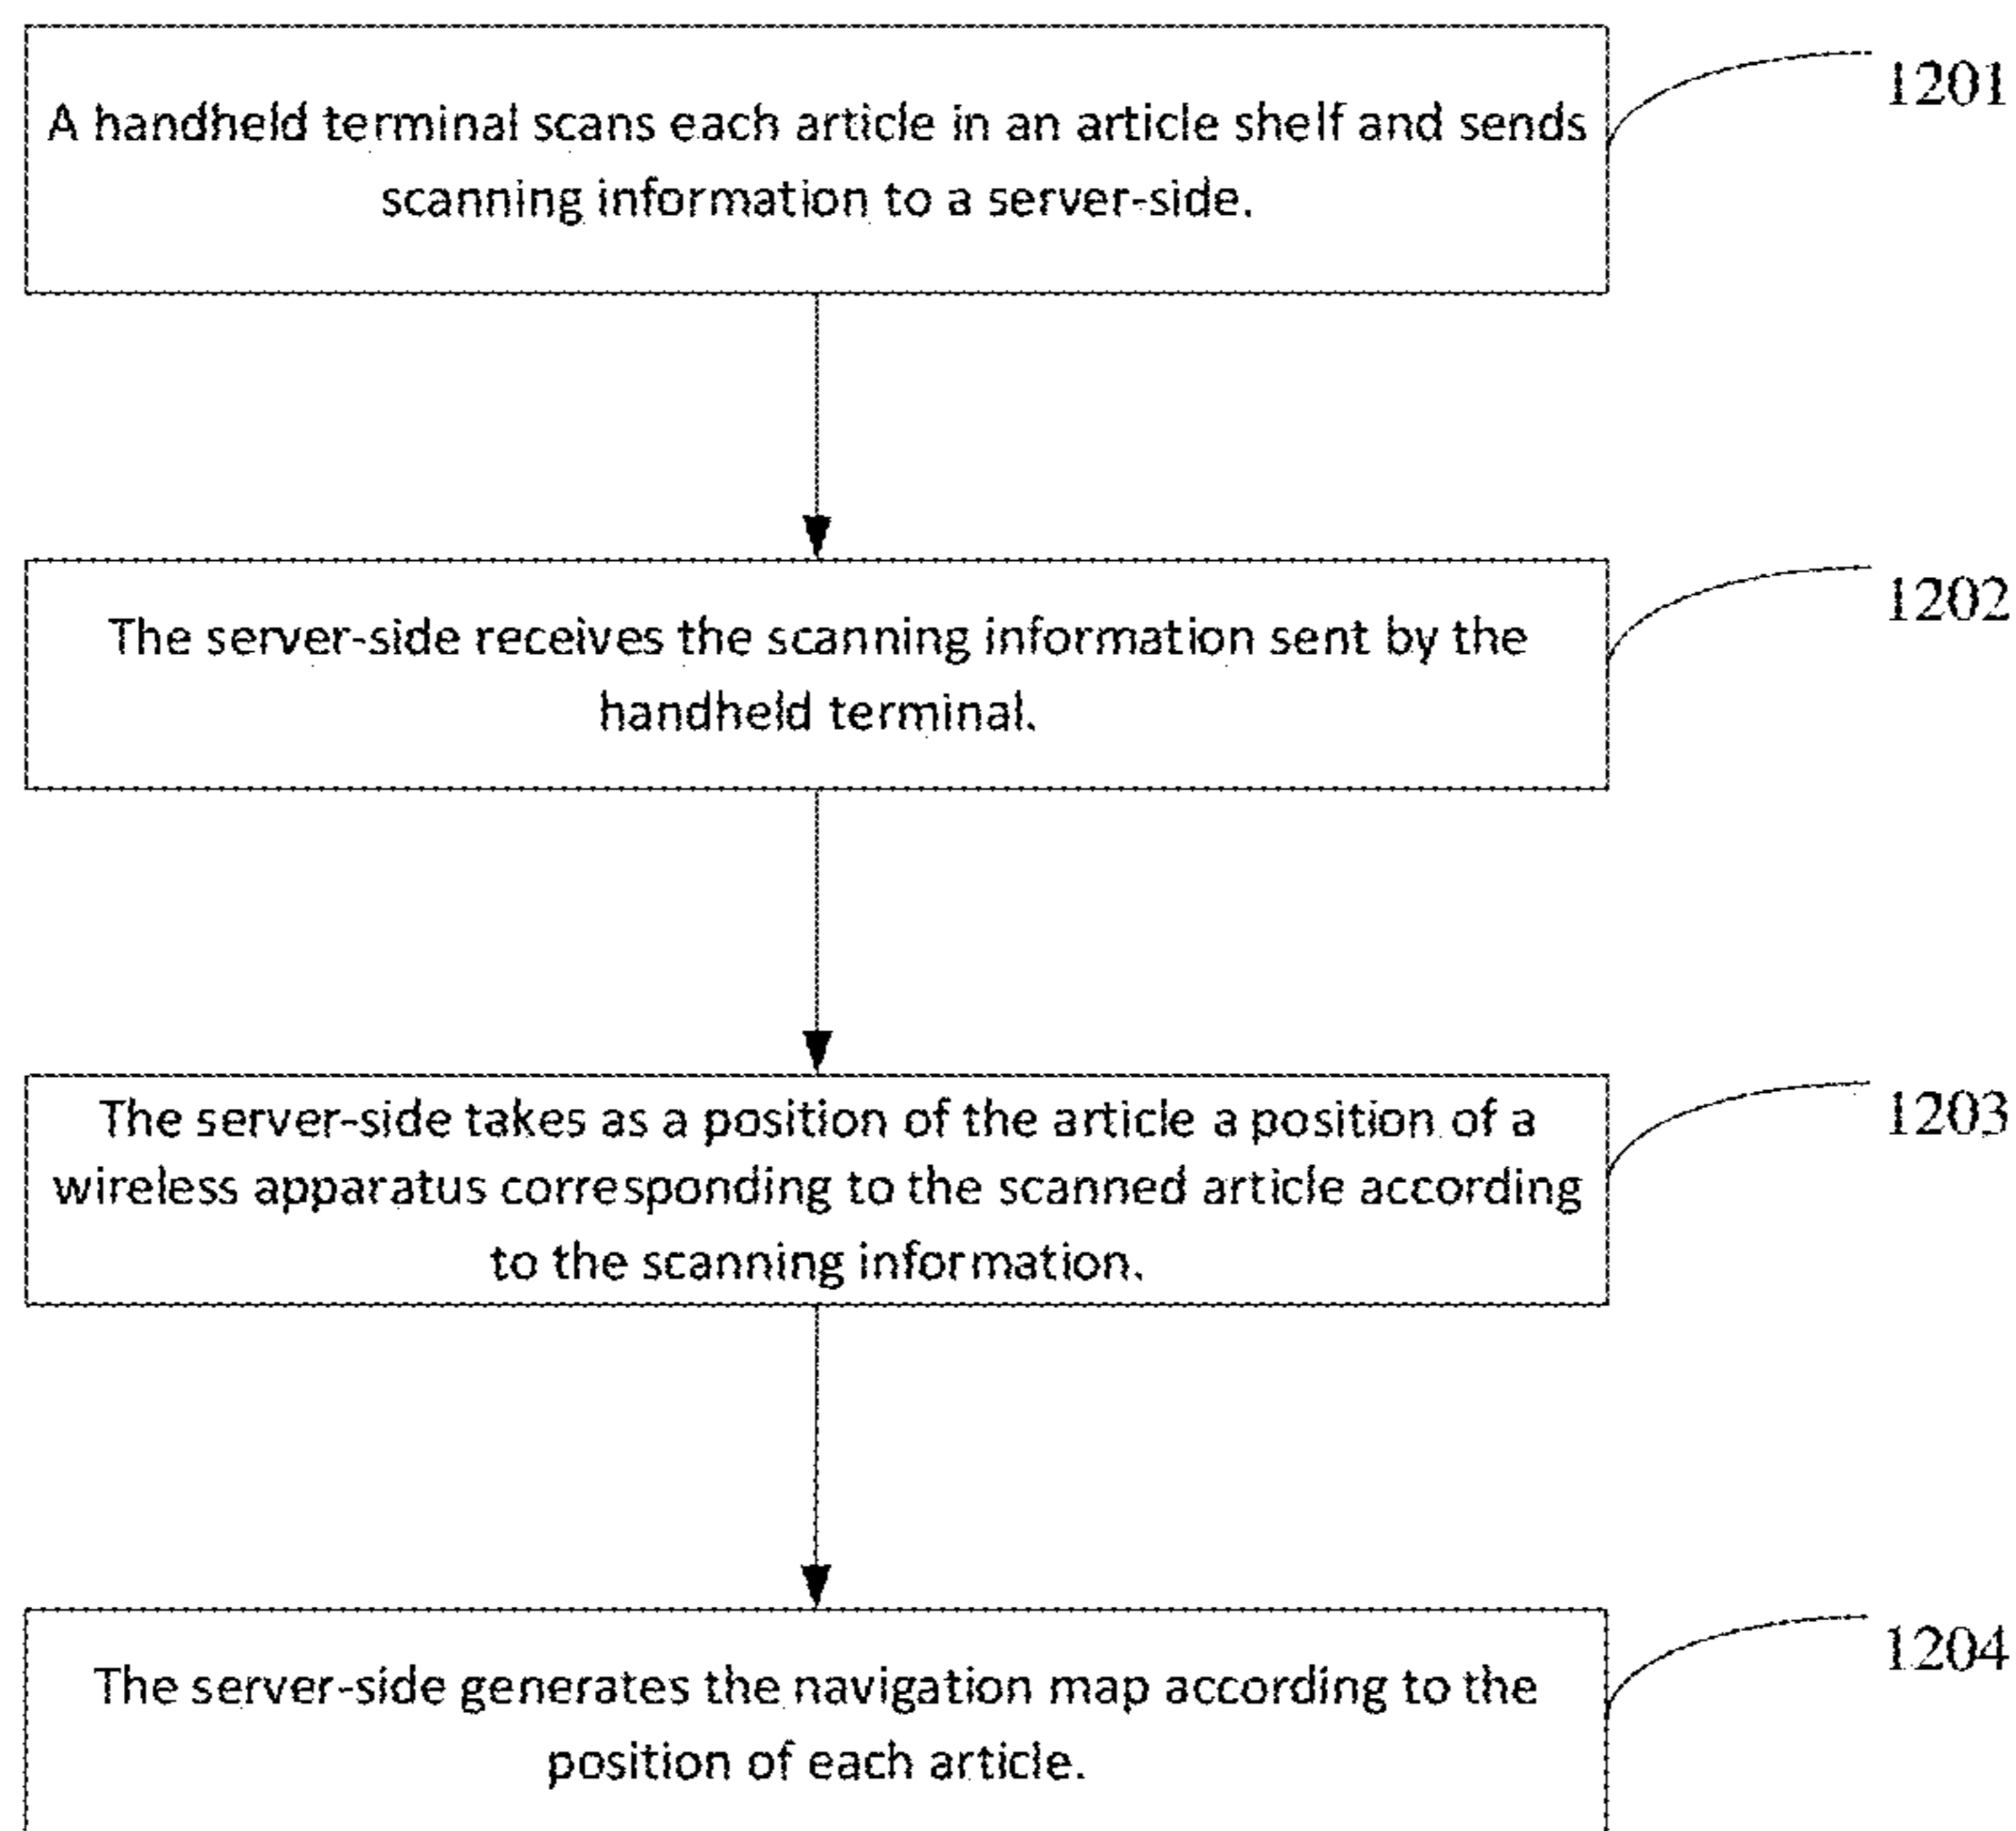 A handheld terminal scans each article in an article shelf and sends
scanning information to a server-side.
1201
The server-side receives the scanning information sent by the
handheld terminal.
1202
The server-side takes as a position of the article a position of a
wireless apparatus corresponding to the scanned article according
to the scanning information.
1203
The server-side generates the navigation map according to the
position of each article.
1204